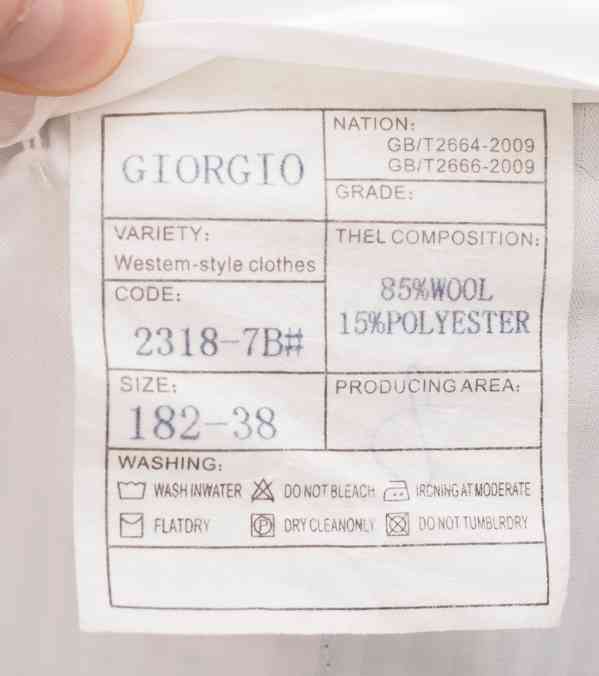 GIORGIO
NATION:
GB/T2664-2009
GB/T2666-2009
GRADE:
VARIETY:
Westem-style clothes
THEL COMPOSITION:
85%WOOL
15%POLYESTER
CODE:
2318-7B#
SIZE:
182-38
PRODUCING AREA:
WASHING:
WASH INWATER DO NOT BLEACH IRCNING AT MODERATE
FLATDRY DRY CLEANONLY DO NOT TUMBLRDRY